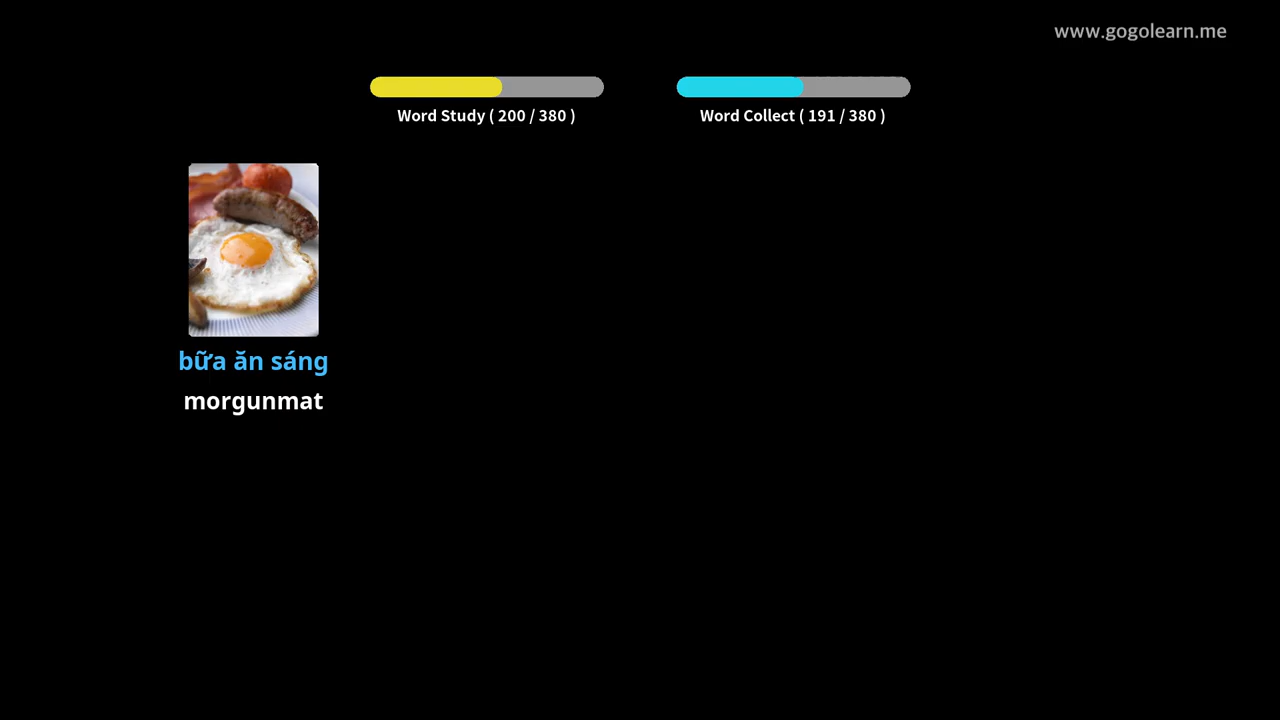 www.gogolearn.me
Word Study ( 200 / 380 )
Word Collect ( 191 / 380 )
bữa ăn sáng
morgunmat